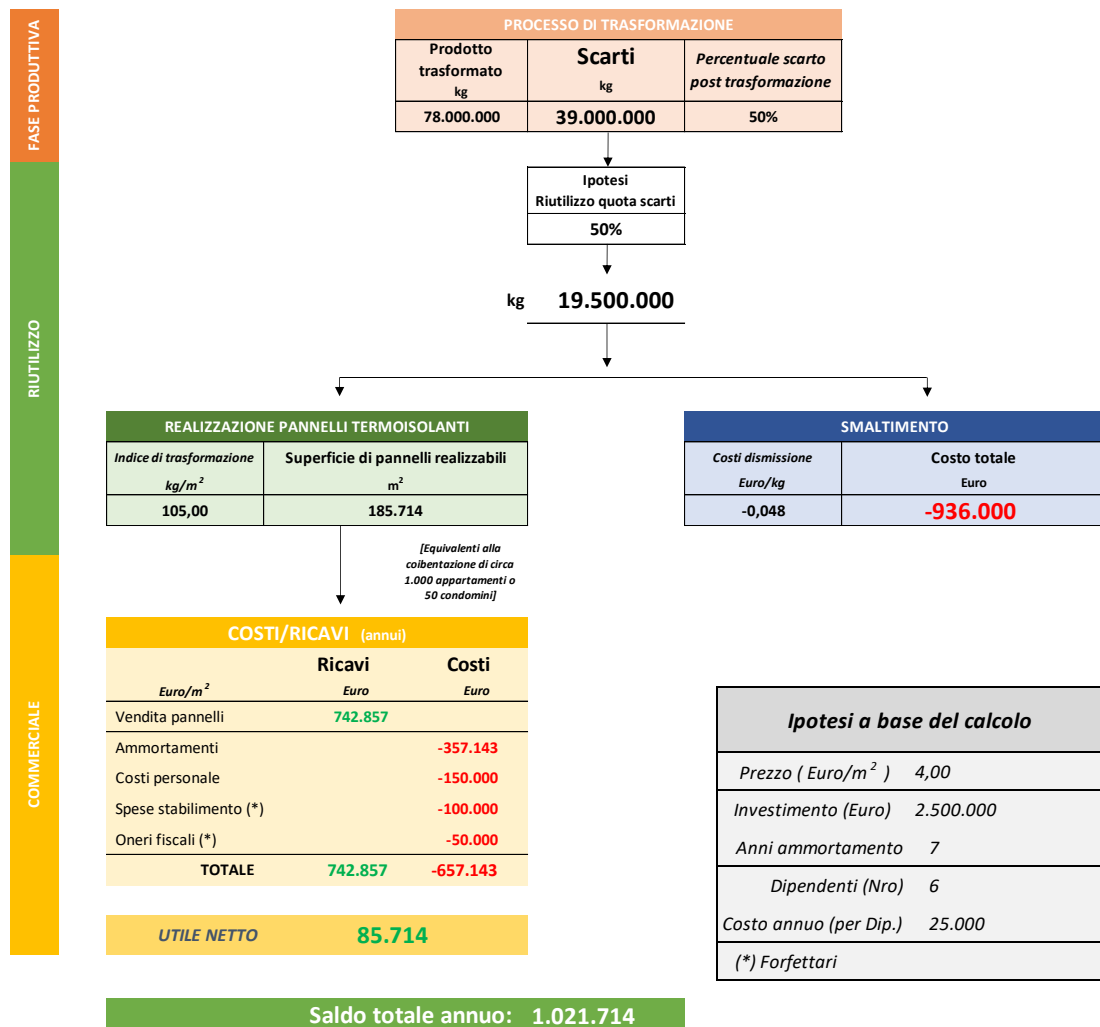 FASE PRODUTTIVA
PROCESSO DI TRASFORMAZIONE
Prodotto trasformato kg
Scarti kg
Percentuale scarto post trasformazione
78.000.000 39.000.000 50%
RIUTILIZZO
Ipotesi
Riutilizzo quota scarti
50%
kg 19.500.000
REALIZZAZIONE PANNELLI TERMOISOLANTI
Indice di trasformazione Superficie di pannelli realizzabili
kg/m² m²
105,00 185.714
SMALTIMENTO
Costi dismissione Costo totale
Euro/kg Euro
-0,048 -936.000
[Equivalenti alla
coibentazione di circa
1.000 appartamenti o
50 condomini]
COMMERCIALE
COSTI/RICAVI (annui)
Ricavi Costi
Euro/m² Euro Euro
Vendita pannelli 742.857
Ammortamenti -357.143
Costi personale -150.000
Spese stabilimento (*) -100.000
Oneri fiscali (*) -50.000
TOTALE 742.857 -657.143
UTILE NETTO 85.714
Ipotesi a base del calcolo
Prezzo ( Euro/m² ) 4,00
Investimento (Euro) 2.500.000
Anni ammortamento 7
Dipendenti (Nro) 6
Costo annuo (per Dip.) 25.000
(*) Forfettari
Saldo totale annuo: 1.021.714